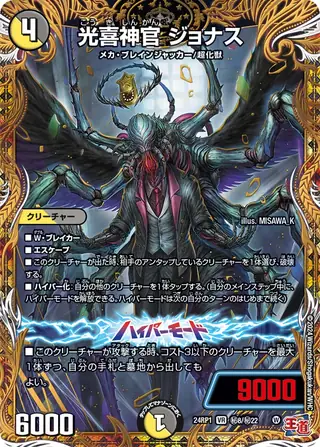 4
こう き しん かん
光喜神官 ジョナス
メカ・ブレインジャッカー/超化獣
illus. MISAWA_K
クリーチャー
■W・ブレイカー
■エスケープ
■このクリーチャーが出た時、相手のアンタップしているクリーチャーを1体選び、破壊
する。
■ハイパー化：自分の他のクリーチャーを1体タップする。(自分のメインステップ中に、
ハイパーモードを解放できる。ハイパーモードは次の自分のターンのはじめまで続く)
ハイパーモード
■このクリーチャーが攻撃する時、コスト3以下のクリーチャーを最大
1体ずつ、自分の手札と墓地から出しても
よい。
9000
6000
1
24RP1 VR
W
王道